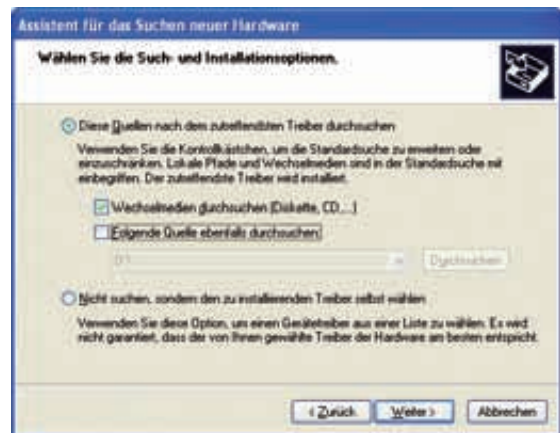 Assistent für das Suchen neuer Hardware
Wählen Sie die Such- und Installationsoptionen.
Diese Quellen nach dem zutreffendsten Treiber durchsuchen
Verwenden Sie die Kontrollkästchen, um die Standardsuche zu erweitern oder
einzuschränken. Lokale Pfade und Wechselmedien sind in der Standardsuche mit
einbegriffen. Der zutreffendste Treiber wird installiert.
Wechselmedien durchsuchen (Diskette, CD,...)
Folgende Quelle ebenfalls durchsuchen:
D:\
Durchsuchen
Nicht suchen, sondern den zu installierenden Treiber selbst wählen
Verwenden Sie diese Option, um einen Gerätetreiber aus einer Liste zu wählen. Es wird
nicht garantiert, dass der von Ihnen gewählte Treiber der Hardware am besten entspricht.
< Zurück
Weiter >
Abbrechen